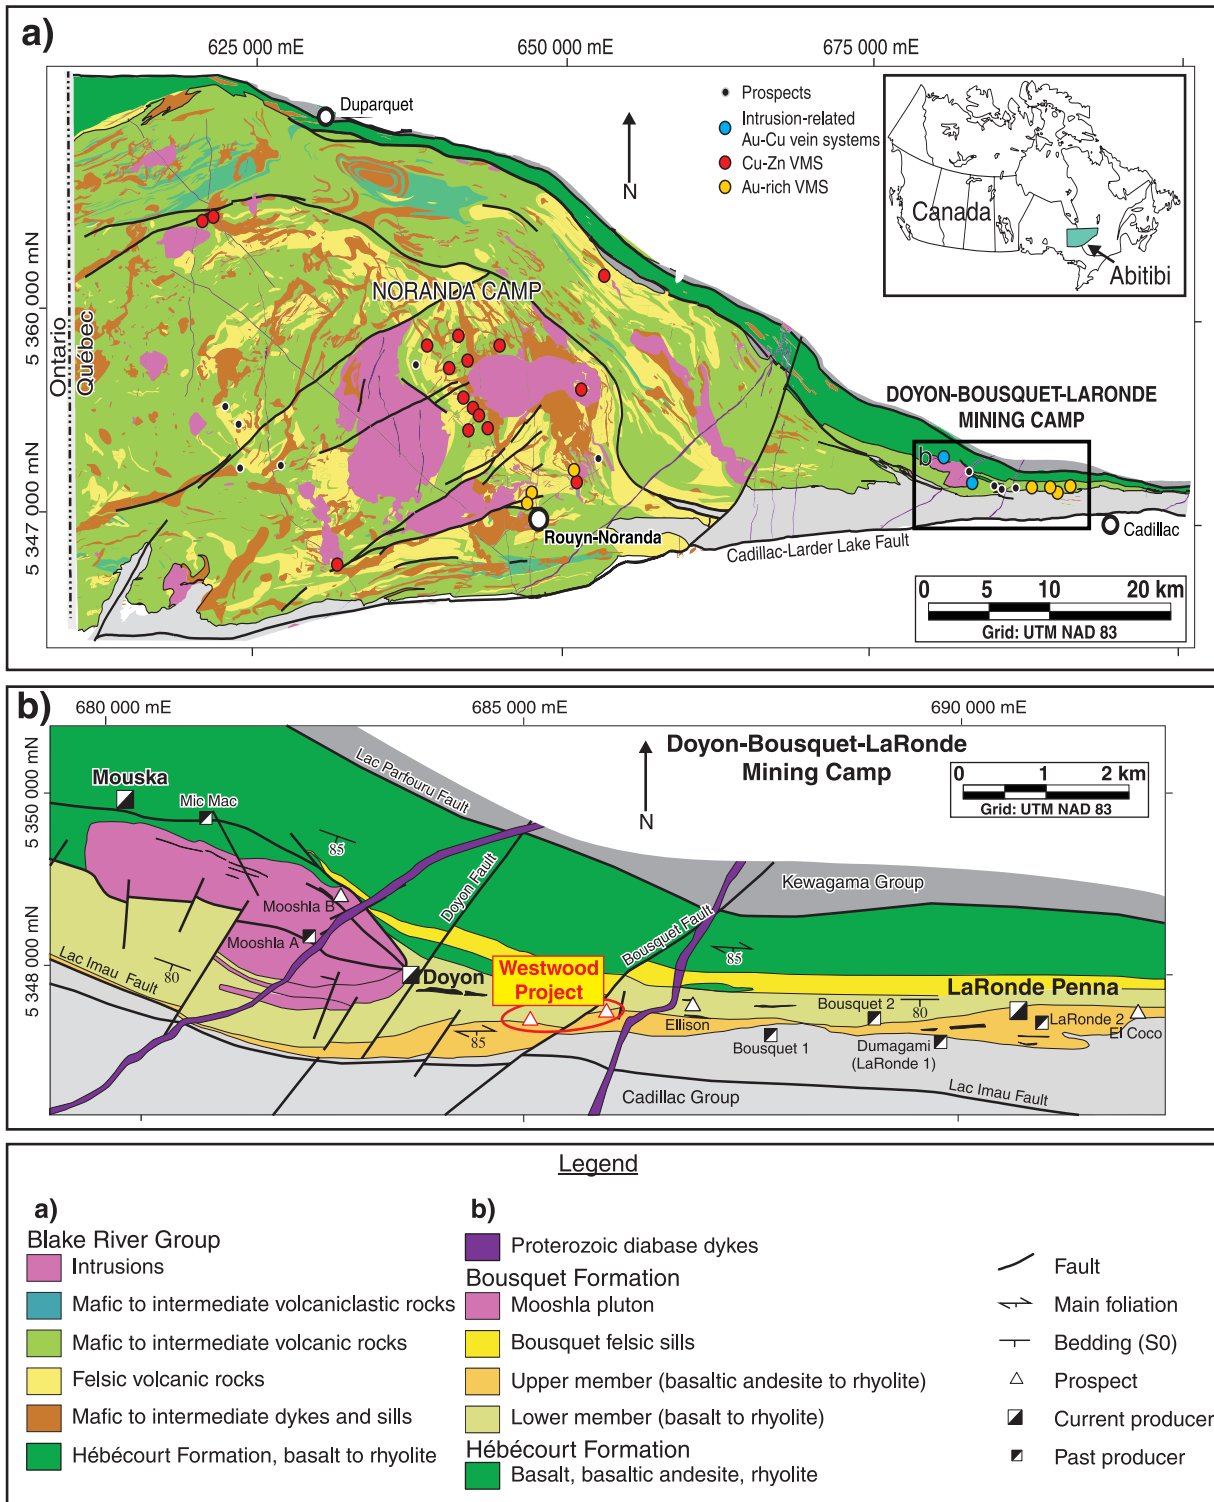 a)
625 000 mE
650 000 mE
675 000 mE
Duparquet
N
Prospects
Intrusion-related
Au-Cu vein systems
Cu-Zn VMS
Au-rich VMS
Canada
Abitibi
5 360 000 mN
5 347 000 mN
Ontario
Québec
NORANDA CAMP
DOYON-BOUSQUET-LARONDE
MINING CAMP
b
Rouyn-Noranda
Cadillac-Larder Lake Fault
Cadillac
0 5 10 20 km
Grid: UTM NAD 83
b)
680 000 mE
685 000 mE
690 000 mE
5 350 000 mN
5 348 000 mN
Doyon-Bousquet-LaRonde
Mining Camp
N
0 1 2 km
Grid: UTM NAD 83
Lac Parfouru Fault
Mouska
Mic Mac
85
Kewagama Group
Mooshla B
Doyon Fault
Mooshla A
Bousquet Fault
85
Lac Imau Fault
80
Doyon
Westwood
Project
LaRonde Penna
Bousquet 2
80
Ellison
LaRonde 2
El Coco
85
Bousquet 1
Dumagami
(LaRonde 1)
Lac Imau Fault
Cadillac Group
Legend
a)
Blake River Group
Intrusions
Mafic to intermediate volcaniclastic rocks
Mafic to intermediate volcanic rocks
Felsic volcanic rocks
Mafic to intermediate dykes and sills
Hébécourt Formation, basalt to rhyolite
b)
Proterozoic diabase dykes
Bousquet Formation
Mooshla pluton
Bousquet felsic sills
Upper member (basaltic andesite to rhyolite)
Lower member (basalt to rhyolite)
Hébécourt Formation
Basalt, basaltic andesite, rhyolite
Fault
Main foliation
Bedding (S0)
Prospect
Current producer
Past producer